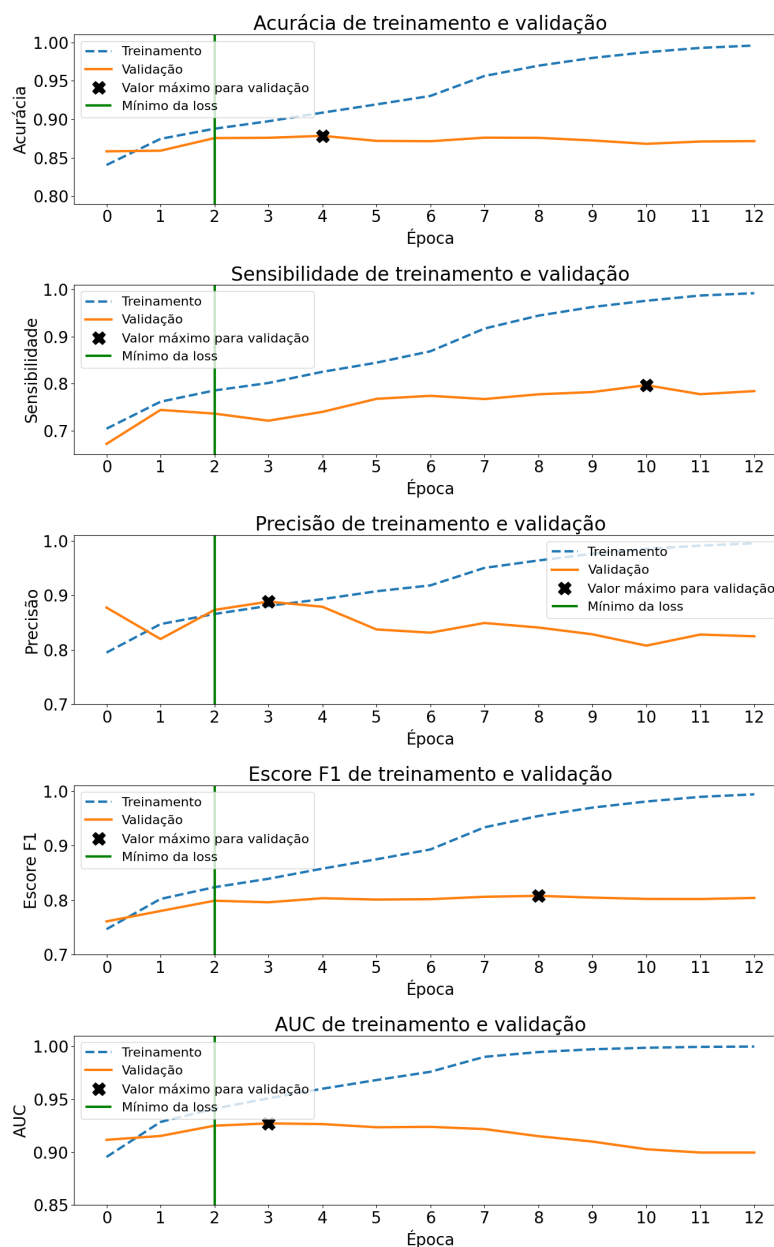 Acurácia de treinamento e validação
1.00
0.95
0.90
0.85
0.80
Acurácia
Treinamento
Validação
Valor máximo para validação
Mínimo da loss
0 1 2 3 4 5 6 7 8 9 10 11 12
Época
Sensibilidade de treinamento e validação
1.0
0.9
0.8
0.7
Sensibilidade
Treinamento
Validação
Valor máximo para validação
Mínimo da loss
0 1 2 3 4 5 6 7 8 9 10 11 12
Época
Precisão de treinamento e validação
1.0
0.9
0.8
0.7
Precisão
Treinamento
Validação
Valor máximo para validação
Mínimo da loss
0 1 2 3 4 5 6 7 8 9 10 11 12
Época
Escore F1 de treinamento e validação
1.0
0.9
0.8
0.7
Escore F1
Treinamento
Validação
Valor máximo para validação
Mínimo da loss
0 1 2 3 4 5 6 7 8 9 10 11 12
Época
AUC de treinamento e validação
1.00
0.95
0.90
0.85
AUC
Treinamento
Validação
Valor máximo para validação
Mínimo da loss
0 1 2 3 4 5 6 7 8 9 10 11 12
Época